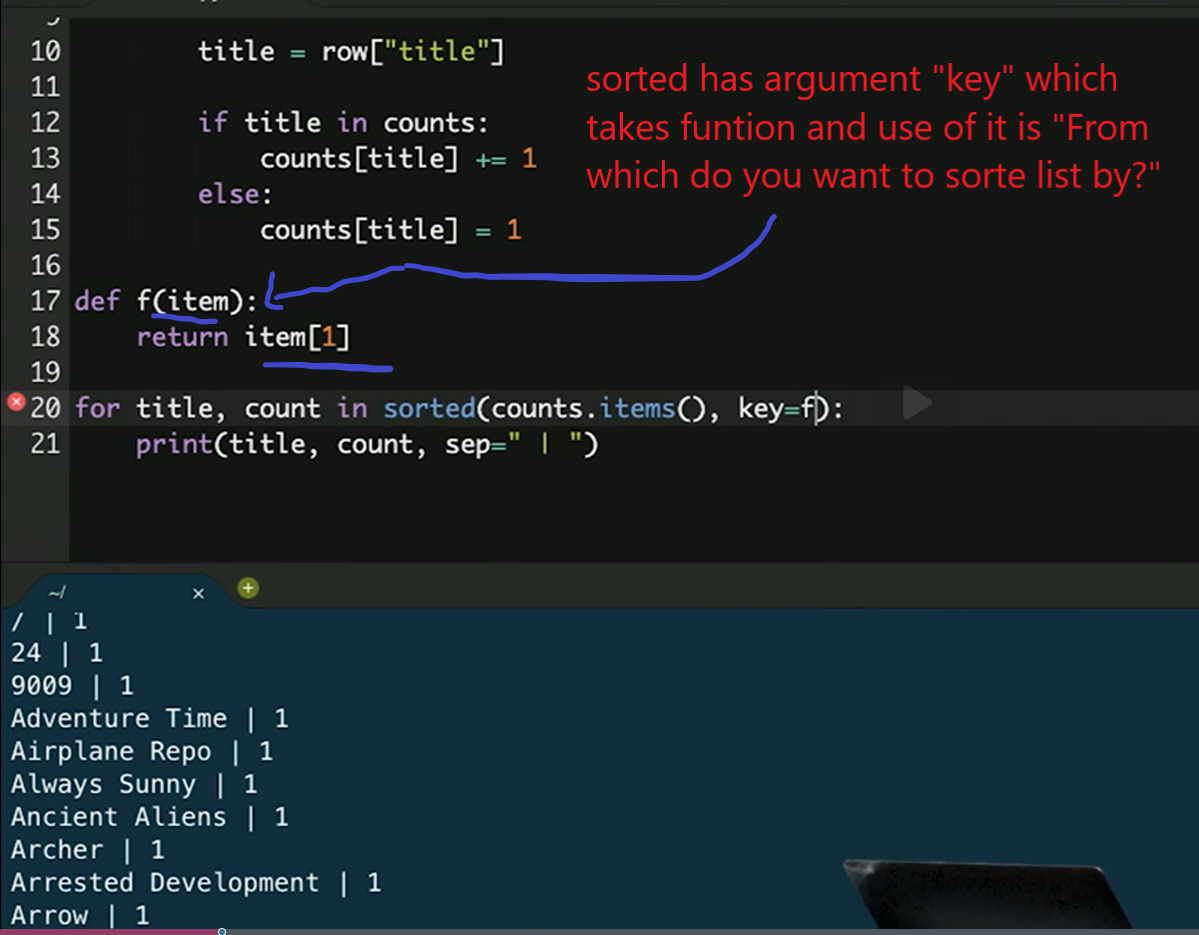 10 title = row["title"]
sorted has argument "key" which
11
takes funtion and use of it is "From
12 if title in counts:
which do you want to sorte list by?"
13 counts[title] += 1
14 else:
15 counts[title] = 1
16
17 def f(item):
18 return item[1]
19
20 for title, count in sorted(counts.items(), key=f):
21 print(title, count, sep=" | ")
~/ × +
/ | 1
24 | 1
9009 | 1
Adventure Time | 1
Airplane Repo | 1
Always Sunny | 1
Ancient Aliens | 1
Archer | 1
Arrested Development | 1
Arrow | 1